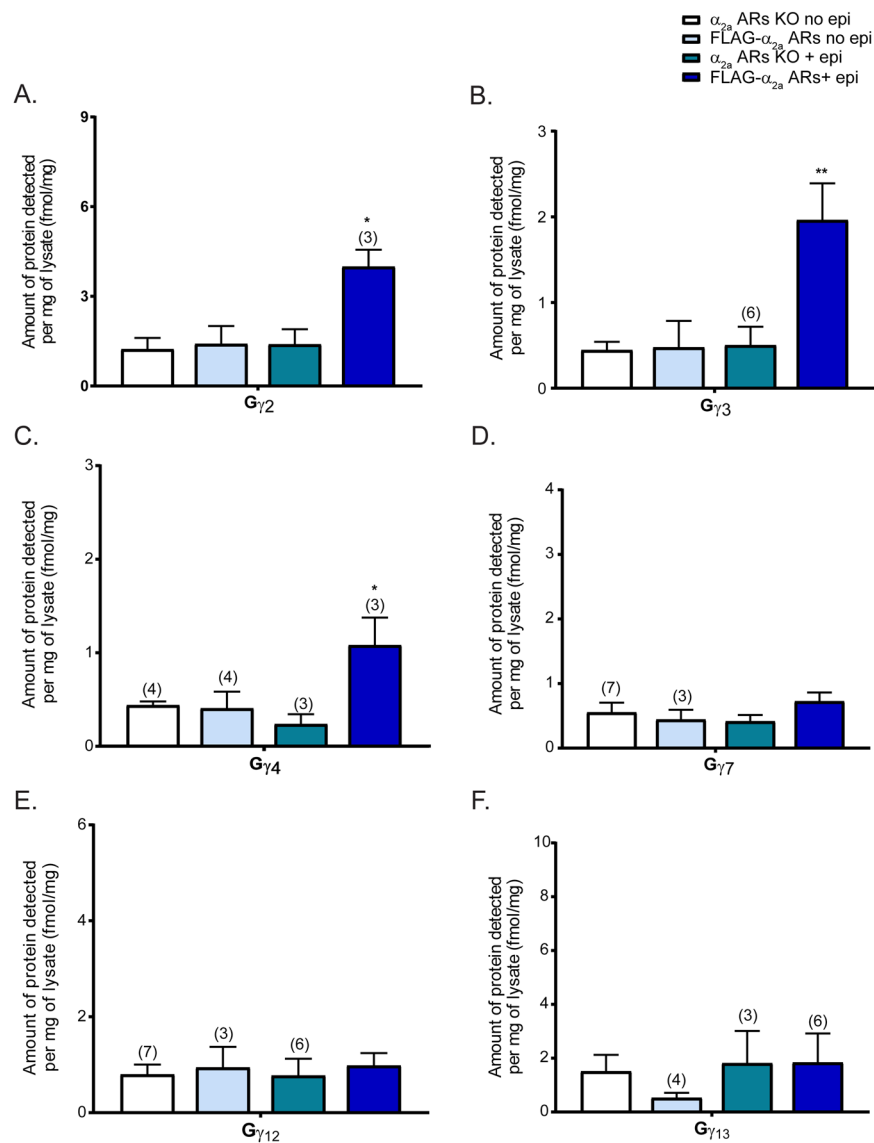 α2a ARs KO no epi
FLAG-α2a ARs no epi
α2a ARs KO + epi
FLAG-α2a ARs+ epi
A.
Amount of protein detected
per mg of lysate (fmol/mg)
9
6
3
0
*
(3)
Gγ2
B.
Amount of protein detected
per mg of lysate (fmol/mg)
3
2
1
0
(6)
**
Gγ3
C.
Amount of protein detected
per mg of lysate (fmol/mg)
3
2
1
0
(4)
(4)
(3)
*
(3)
Gγ4
D.
Amount of protein detected
per mg of lysate (fmol/mg)
4
3
2
1
0
(7)
(3)
Gγ7
E.
Amount of protein detected
per mg of lysate (fmol/mg)
6
4
2
0
(7)
(3)
(6)
Gγ12
F.
Amount of protein detected
per mg of lysate (fmol/mg)
10
8
6
4
2
0
(4)
(3)
(6)
Gγ13